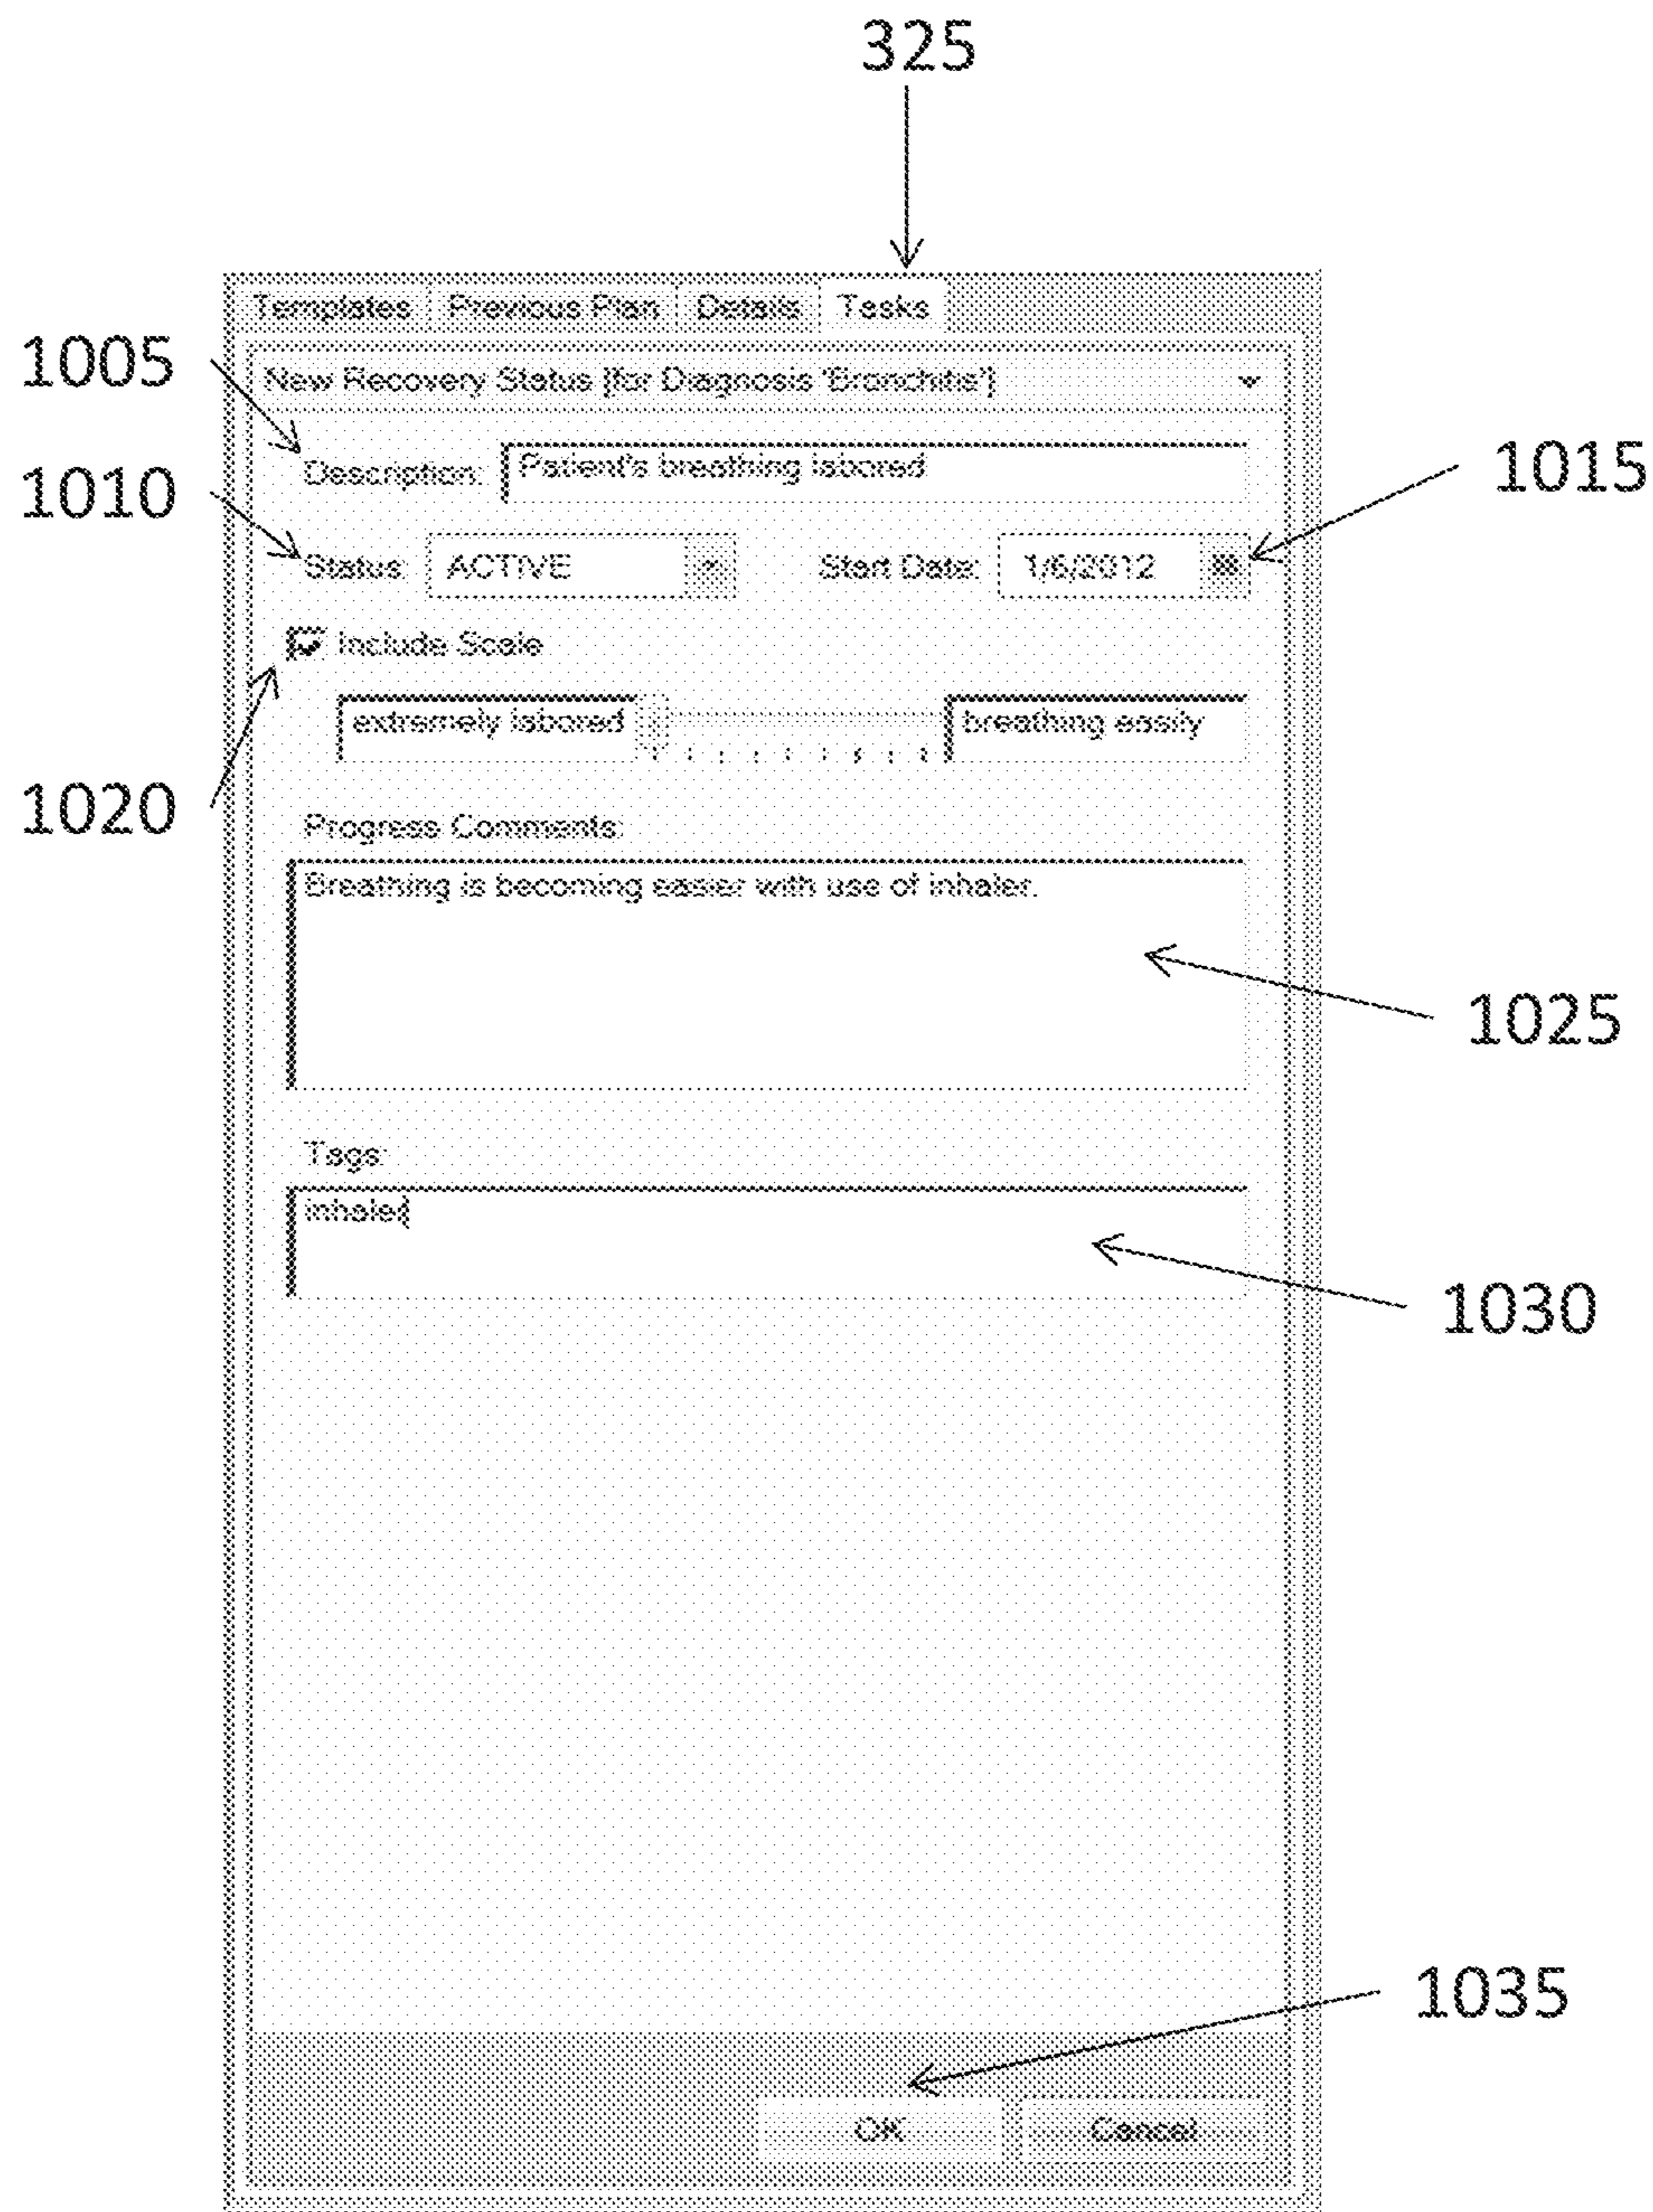 325
Templates Previous Plan Details Tasks
1005
New Recovery Status [for Diagnosis 'Bronchitis']
Description: Patient's breathing labored
1010
1015
Status: ACTIVE Start Date: 1/6/2012
Include Scale
extremely labored breathing easily
1020
Progress Comments:
Breathing is becoming easier with use of inhaler.
1025
Tags:
inhaler
1030
1035
OK Cancel